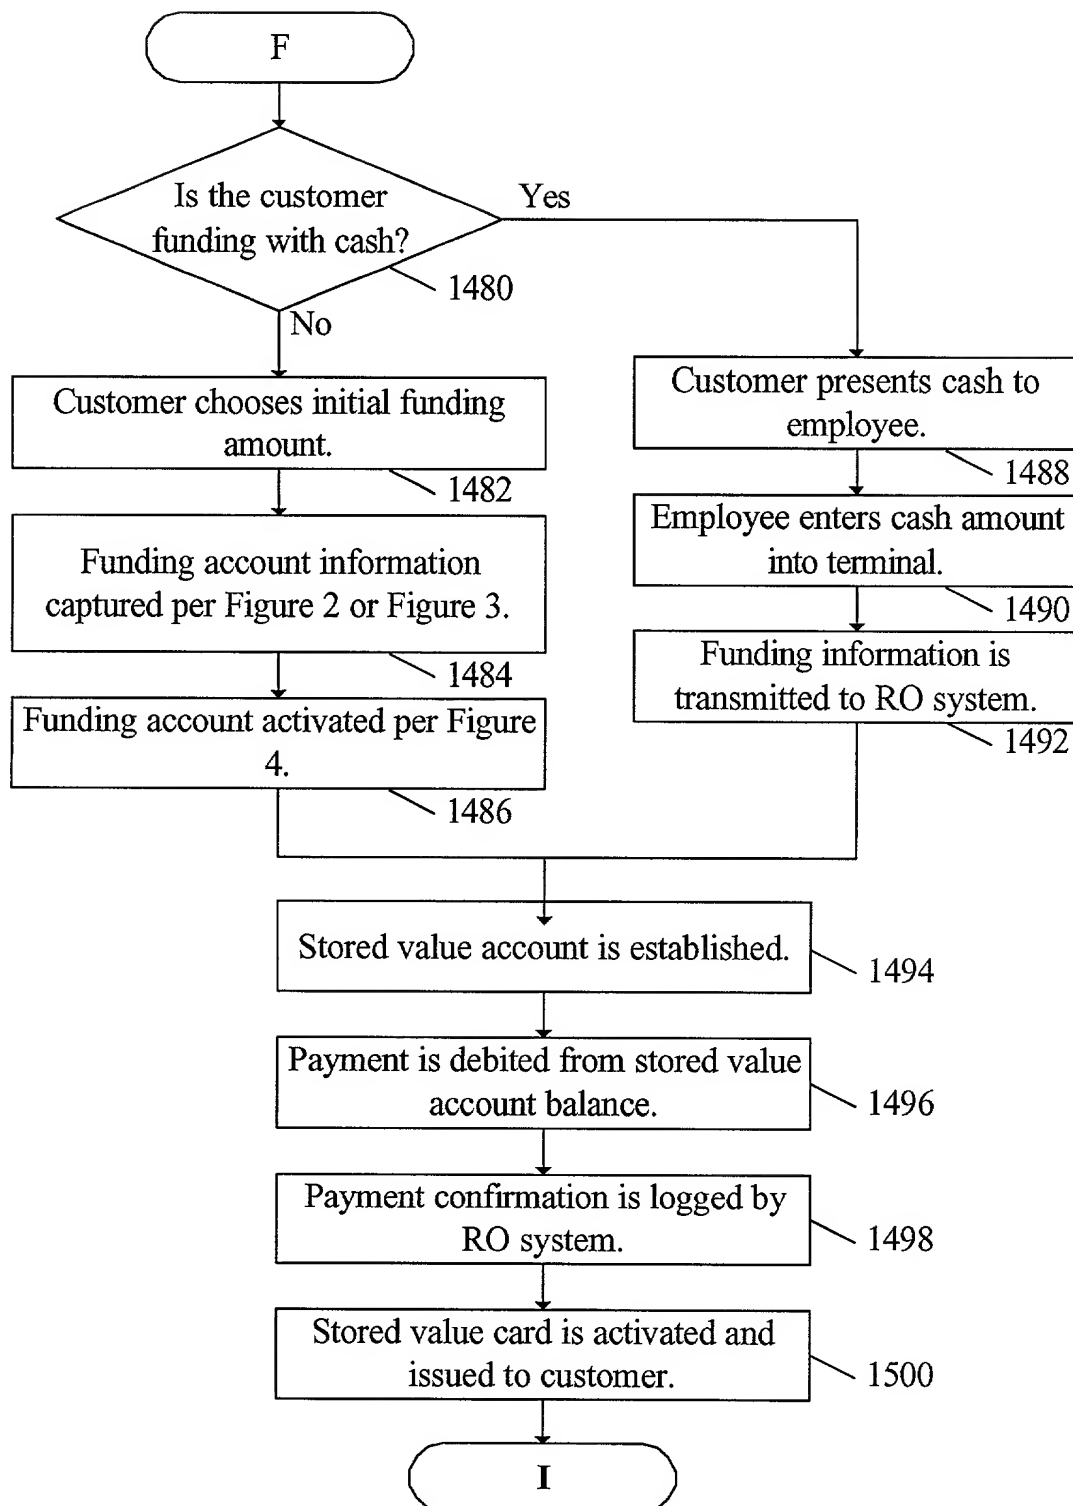 F
Is the customer
funding with cash?
Yes
1480
No
Customer chooses initial funding
amount.
1482
Funding account information
captured per Figure 2 or Figure 3.
1484
Funding account activated per Figure
4.
1486
Customer presents cash to
employee.
1488
Employee enters cash amount
into terminal.
1490
Funding information is
transmitted to RO system.
1492
Stored value account is established.
1494
Payment is debited from stored value
account balance.
1496
Payment confirmation is logged by
RO system.
1498
Stored value card is activated and
issued to customer.
1500
I